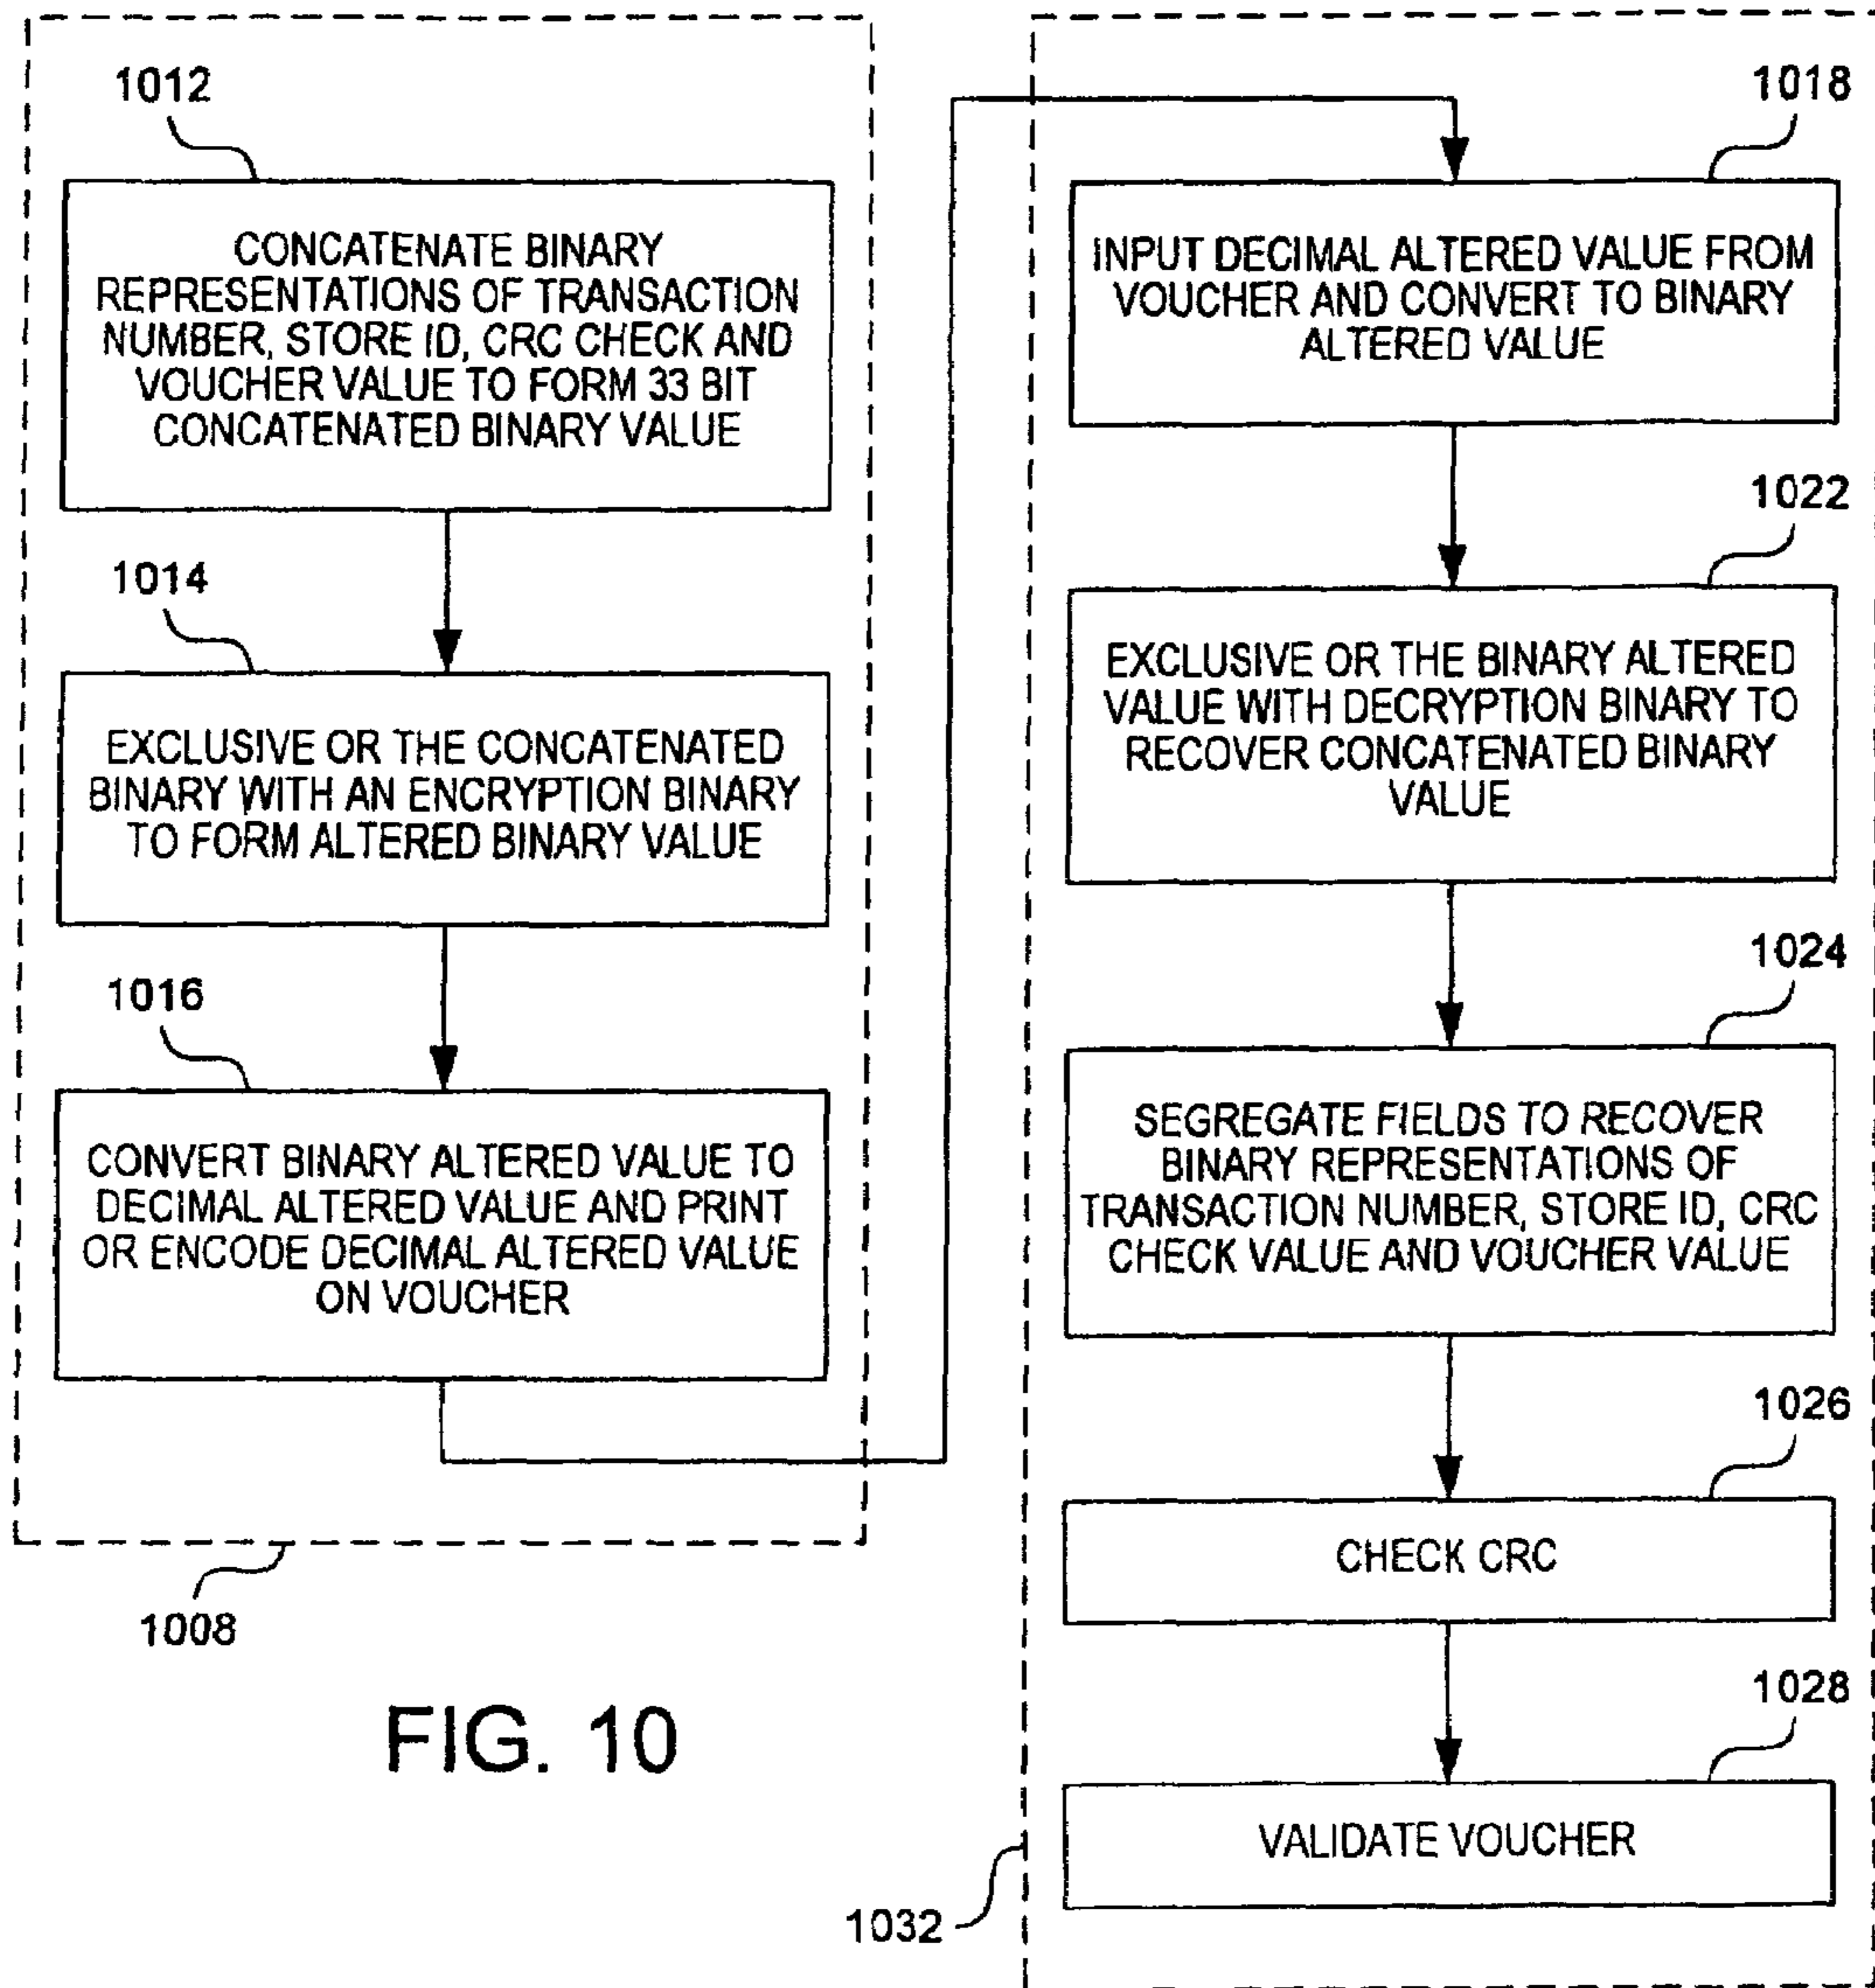 1012
CONCATENATE BINARY
REPRESENTATIONS OF TRANSACTION
NUMBER, STORE ID, CRC CHECK AND
VOUCHER VALUE TO FORM 33 BIT
CONCATENATED BINARY VALUE
1014
EXCLUSIVE OR THE CONCATENATED
BINARY WITH AN ENCRYPTION BINARY
TO FORM ALTERED BINARY VALUE
1016
CONVERT BINARY ALTERED VALUE TO
DECIMAL ALTERED VALUE AND PRINT
OR ENCODE DECIMAL ALTERED VALUE
ON VOUCHER
1008
FIG. 10
1018
INPUT DECIMAL ALTERED VALUE FROM
VOUCHER AND CONVERT TO BINARY
ALTERED VALUE
1022
EXCLUSIVE OR THE BINARY ALTERED
VALUE WITH DECRYPTION BINARY TO
RECOVER CONCATENATED BINARY
VALUE
1024
SEGREGATE FIELDS TO RECOVER
BINARY REPRESENTATIONS OF
TRANSACTION NUMBER, STORE ID, CRC
CHECK VALUE AND VOUCHER VALUE
1026
CHECK CRC
1028
VALIDATE VOUCHER
1032